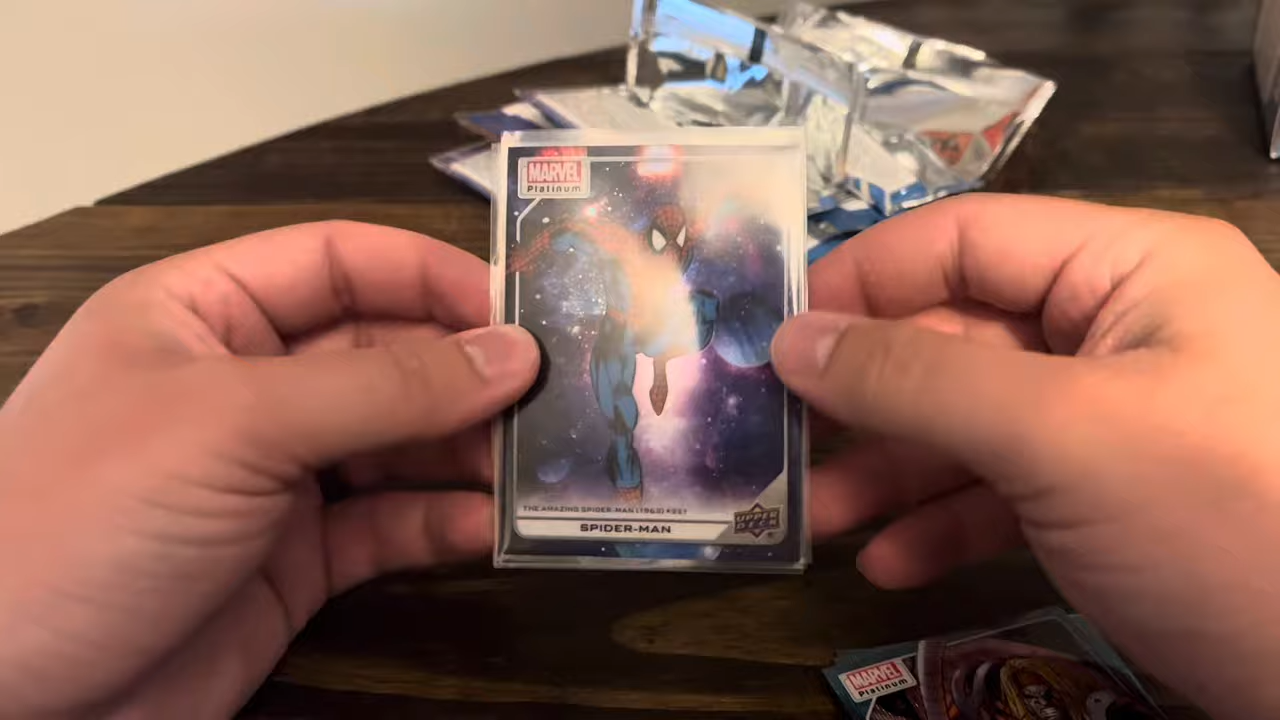 MARVEL
Platinum
THE AMAZING SPIDER-MAN (1963)
SPIDER-MAN
UPPER
DECK
MARVEL
Platinum